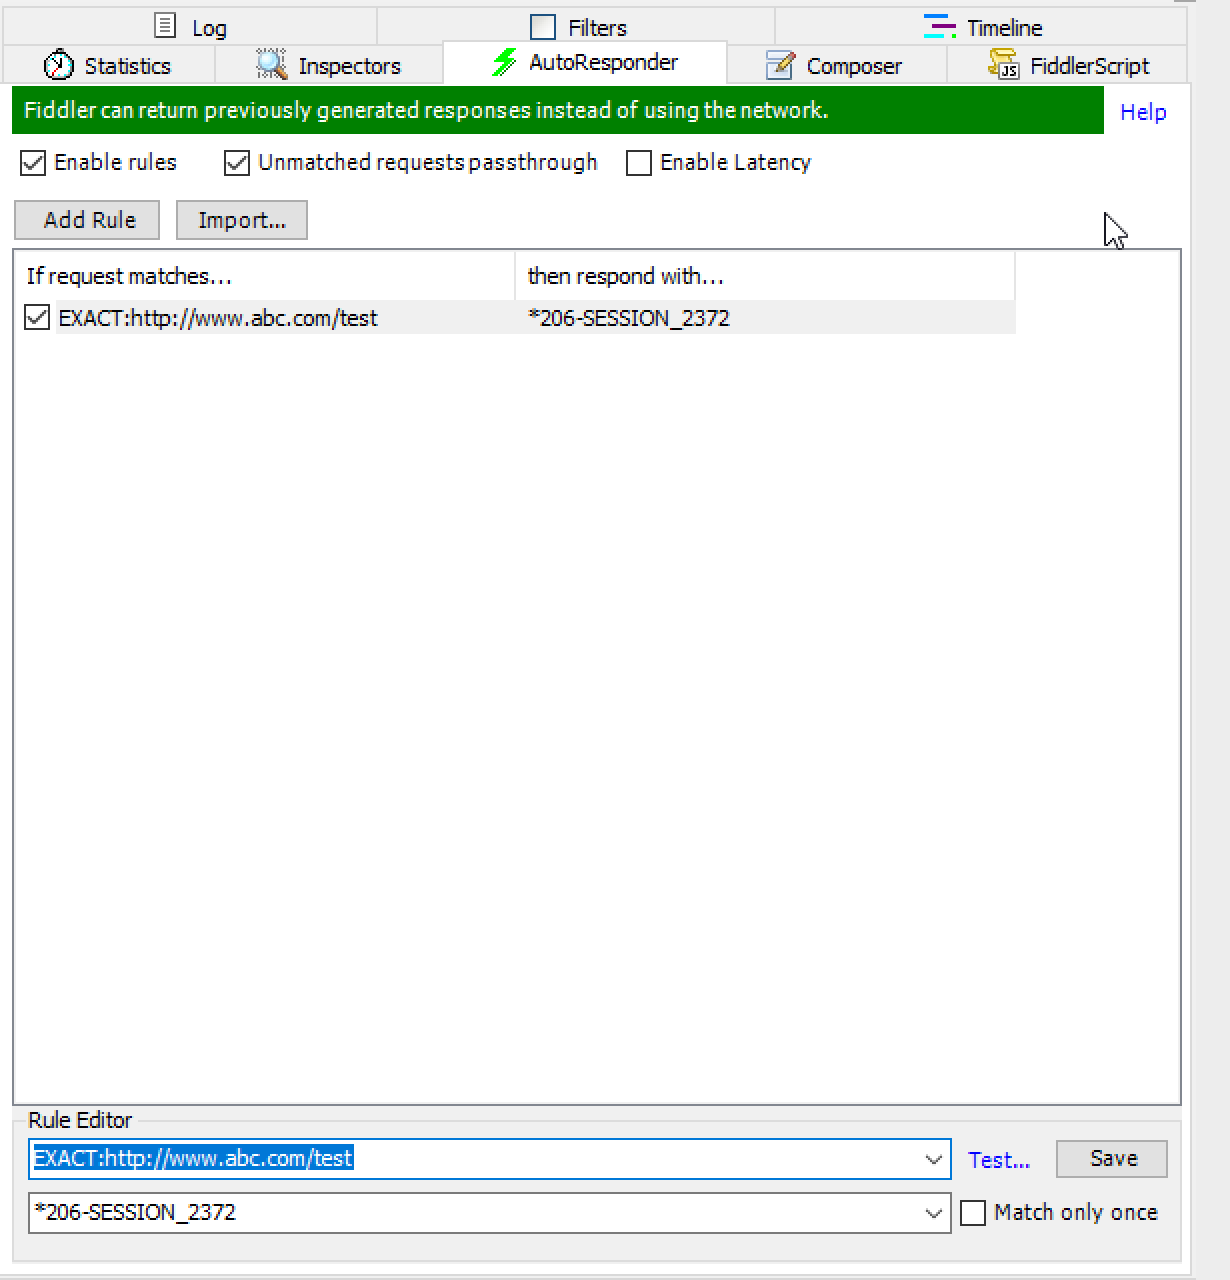 Log Filters Timeline
Statistics Inspectors AutoResponder Composer FiddlerScript
Fiddler can return previously generated responses instead of using the network. Help
Enable rules Unmatched requests passthrough Enable Latency
Add Rule Import...
If request matches... then respond with...
EXACT:http://www.abc.com/test *206-SESSION_2372
Rule Editor
EXACT:http://www.abc.com/test Test... Save
*206-SESSION_2372 Match only once